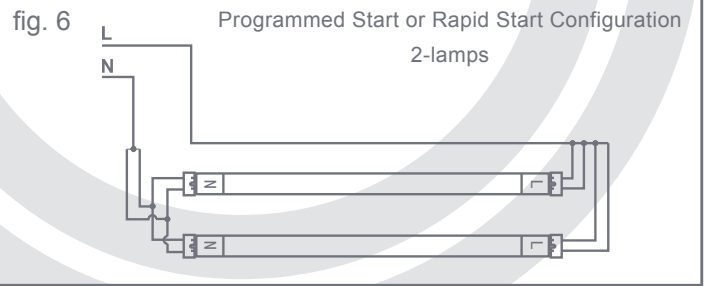 fig. 6
Programmed Start or Rapid Start Configuration
2-lamps
L
N
N
L
N
L